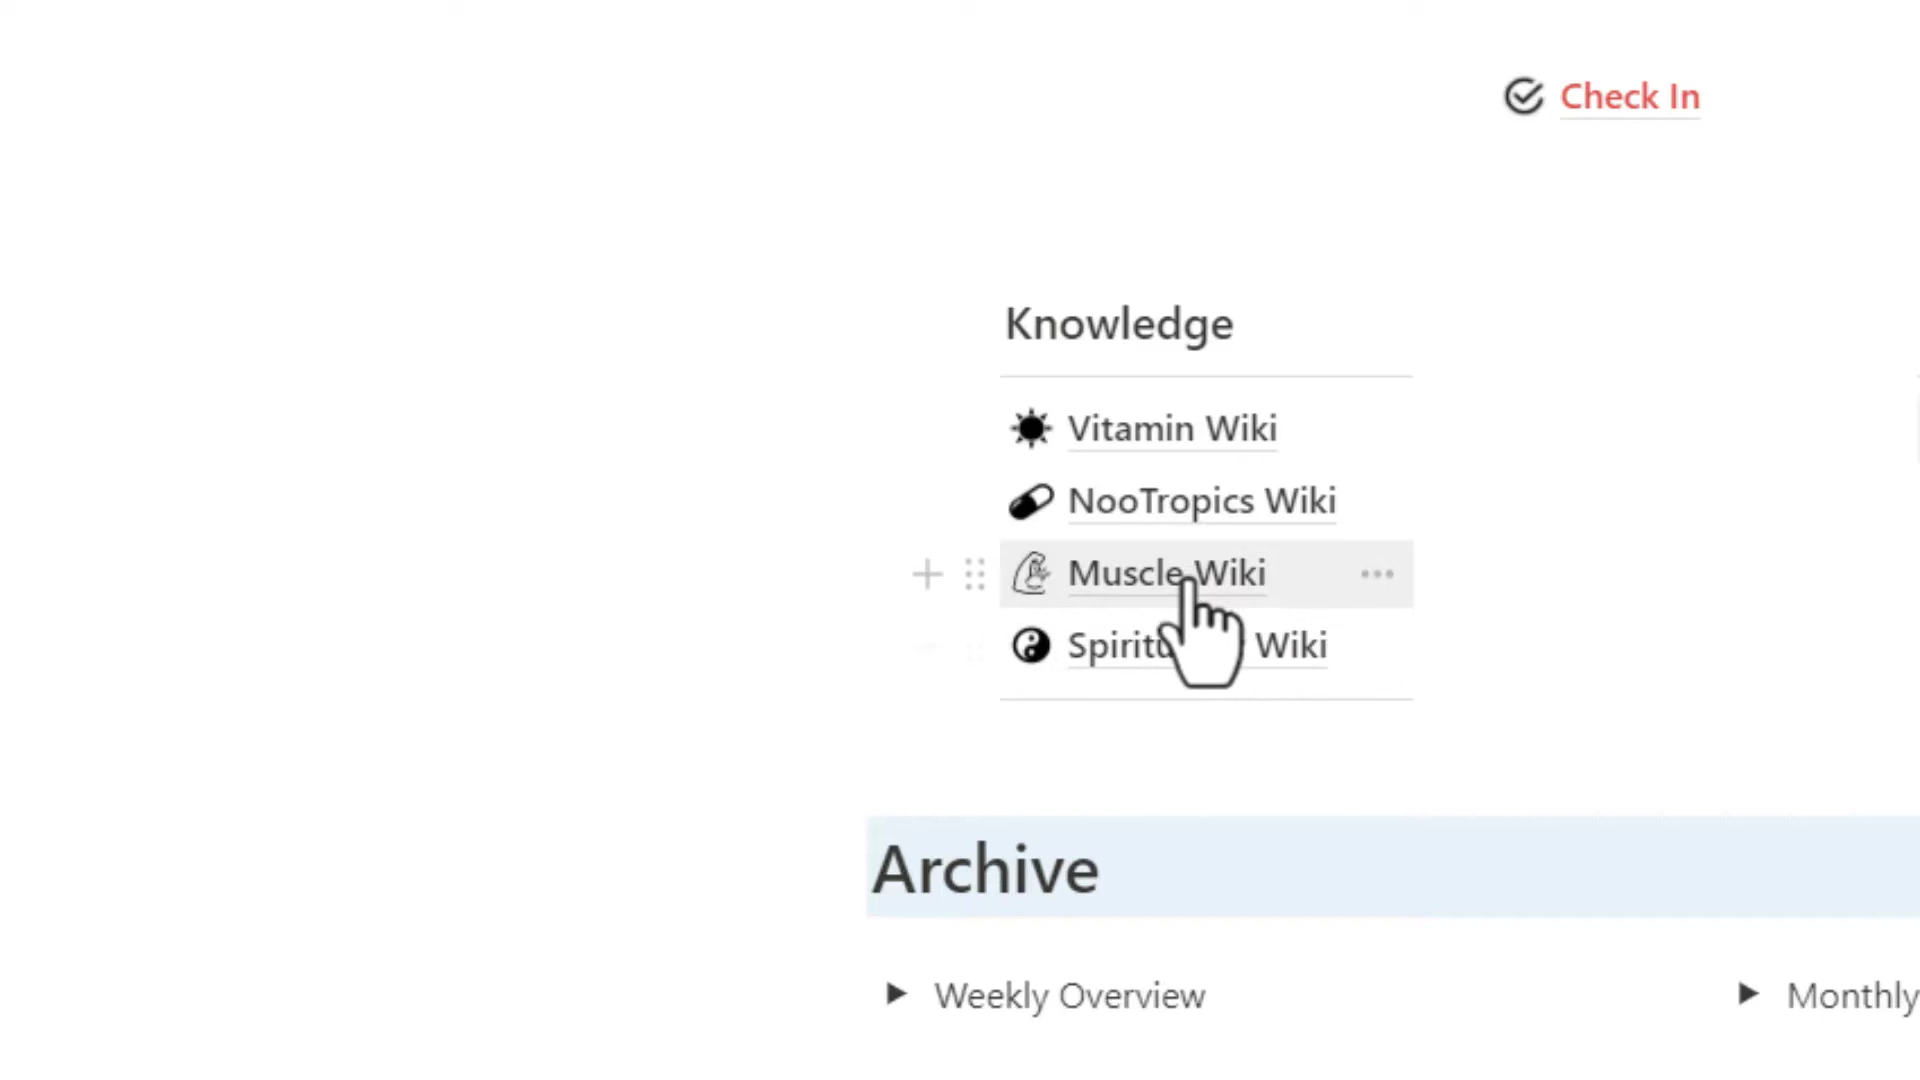 Check In
Knowledge
Vitamin Wiki
NooTropics Wiki
Muscle Wiki
Wiki
Archive
Weekly Overview
Monthly